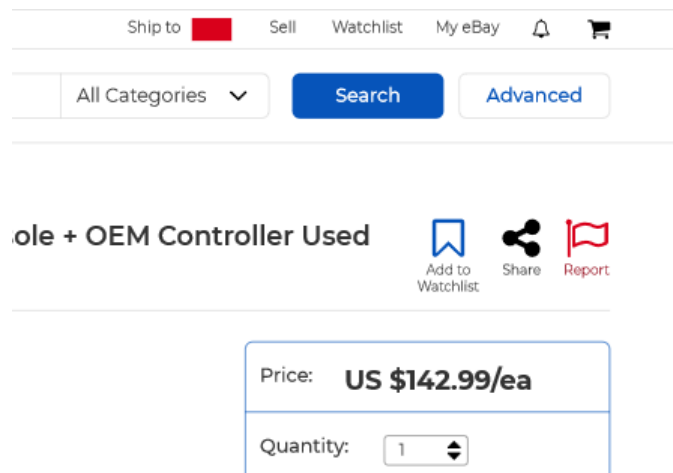 Ship to Sell Watchlist My eBay
All Categories Search Advanced
ole + OEM Controller Used
Add to Watchlist
Share
Report
Price: US $142.99/ea
Quantity: 1